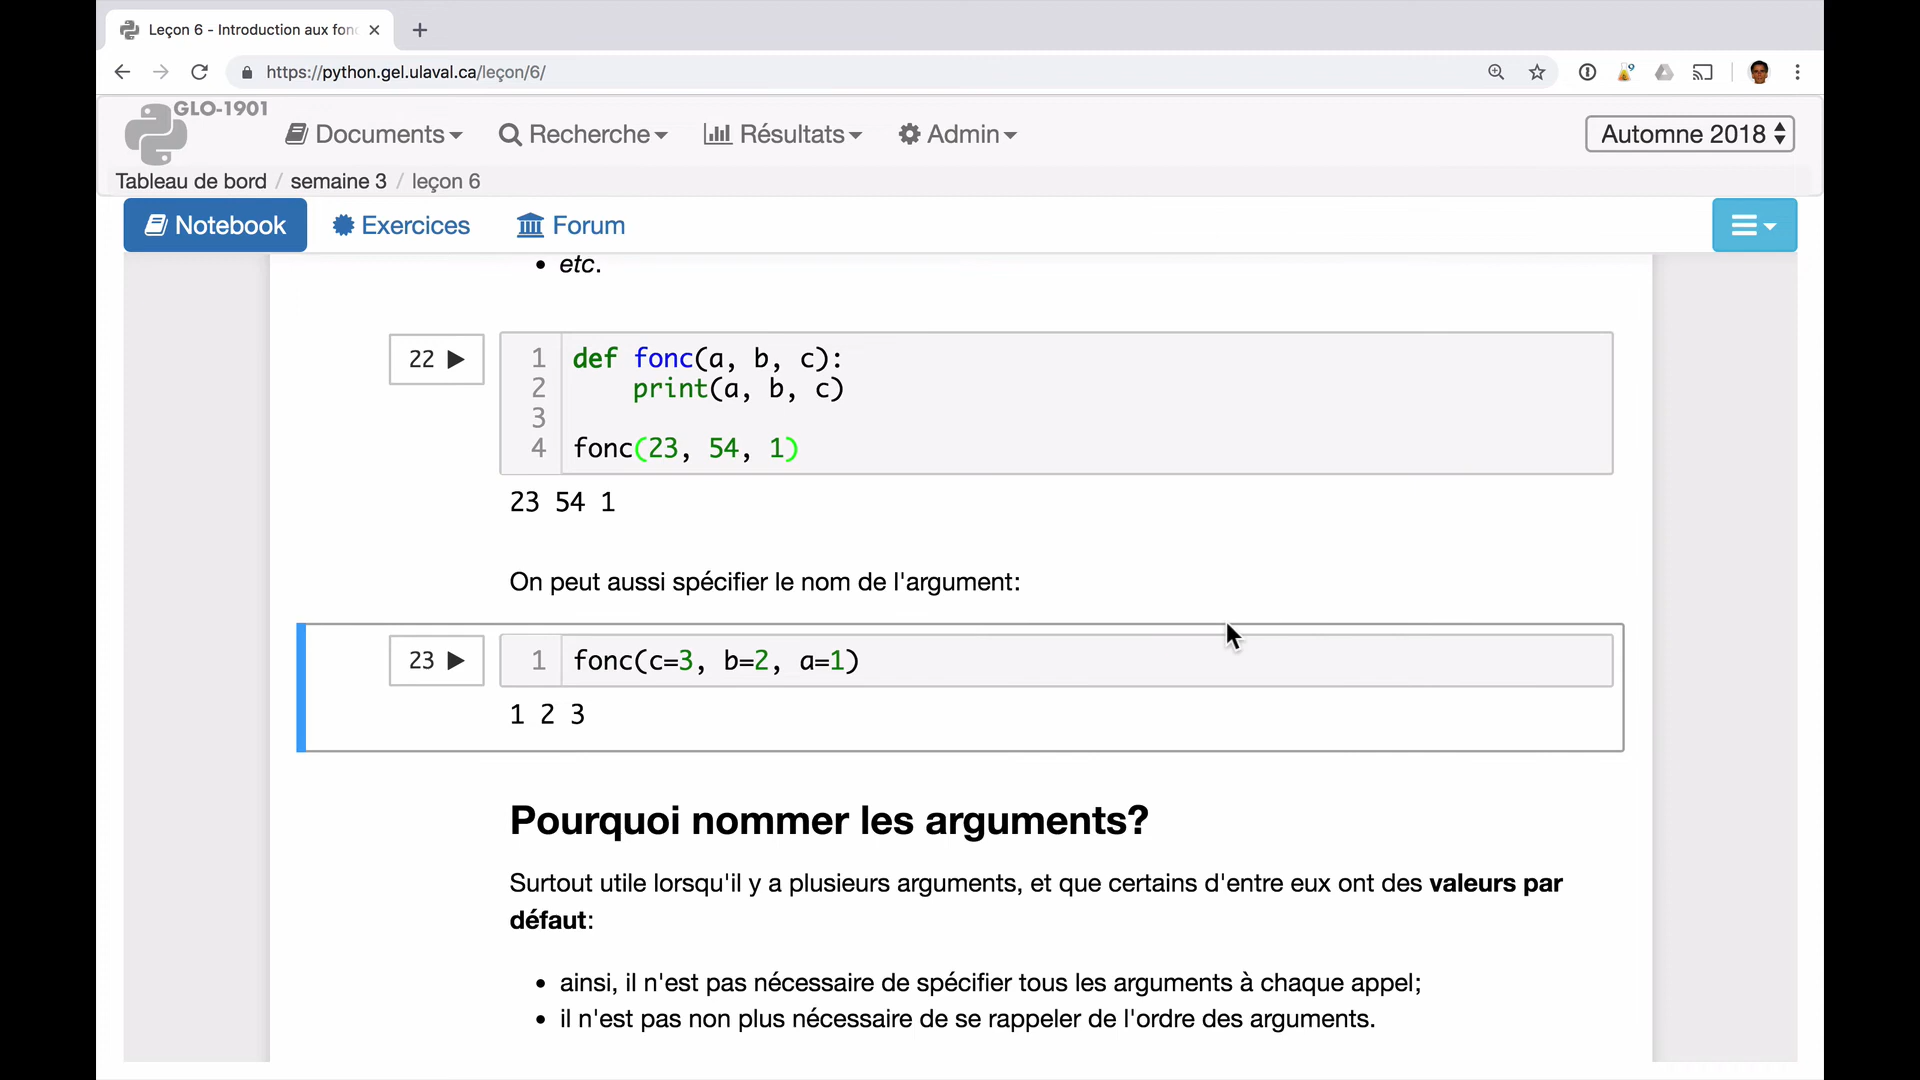 Leçon 6 - Introduction aux fon
https://python.gel.ulaval.ca/leçon/6/
GLO-1901
Documents
Recherche
Résultats
Admin
Automne 2018
Tableau de bord / semaine 3 / leçon 6
Notebook
Exercices
Forum
• etc.
22
1 def fonc(a, b, c):
2 print(a, b, c)
3
4 fonc(23, 54, 1)
23 54 1
On peut aussi spécifier le nom de l'argument:
23
1 fonc(c=3, b=2, a=1)
1 2 3
Pourquoi nommer les arguments?
Surtout utile lorsqu'il y a plusieurs arguments, et que certains d'entre eux ont des valeurs par
défaut:
• ainsi, il n'est pas nécessaire de spécifier tous les arguments à chaque appel;
• il n'est pas non plus nécessaire de se rappeler de l'ordre des arguments.